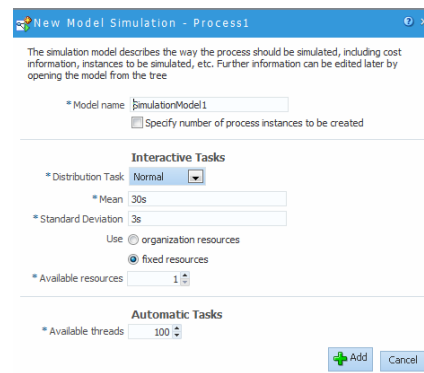 New Model Simulation - Process1
The simulation model describes the way the process should be simulated, including cost
information, instances to be simulated, etc. Further information can be edited later by
opening the model from the tree
* Model name SimulationModel1
Specify number of process instances to be created
Interactive Tasks
* Distribution Task Normal
* Mean 30s
* Standard Deviation 3s
Use organization resources
fixed resources
* Available resources 1
Automatic Tasks
* Available threads 100
Add Cancel